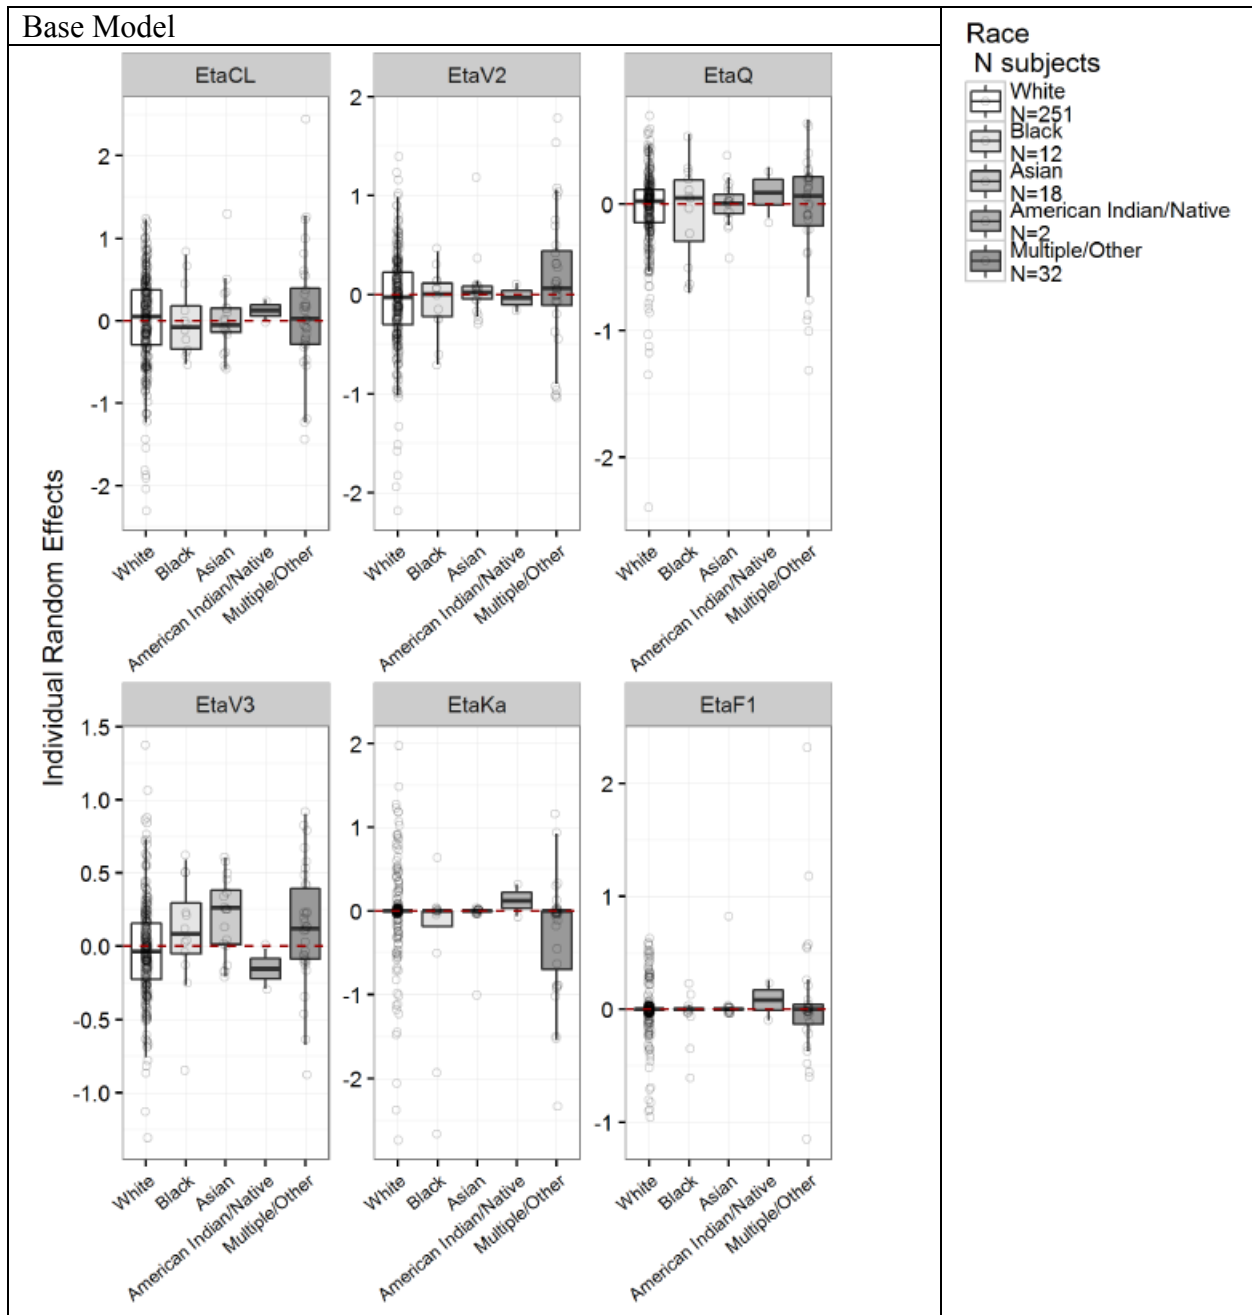 Base Model
EtaCL
EtaV2
EtaQ
2
1
0
-1
-2
2
1
0
-1
-2
0
-1
-2
White
Black
Asian
American Indian/Native
Multiple/Other
White
Black
Asian
American Indian/Native
Multiple/Other
White
Black
Asian
American Indian/Native
Multiple/Other
Individual Random Effects
EtaV3
EtaKa
EtaF1
1.5
1.0
0.5
0.0
-0.5
-1.0
2
1
0
-1
-2
2
1
0
-1
White
Black
Asian
American Indian/Native
Multiple/Other
White
Black
Asian
American Indian/Native
Multiple/Other
White
Black
Asian
American Indian/Native
Multiple/Other
Race
N subjects
White
N=251
Black
N=12
Asian
N=18
American Indian/Native
N=2
Multiple/Other
N=32